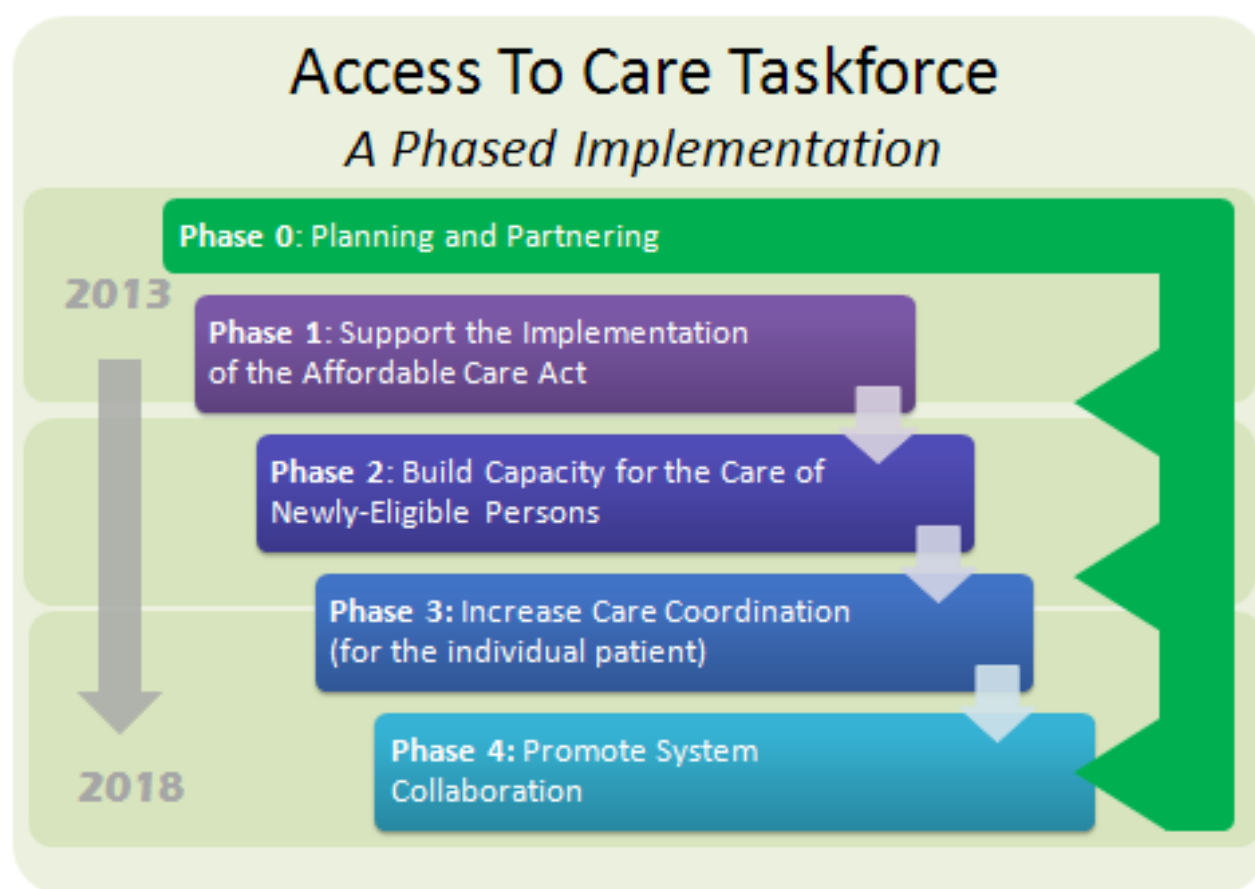 Access To Care Taskforce
A Phased Implementation
Phase 0: Planning and Partnering
2013
Phase 1: Support the Implementation
of the Affordable Care Act
Phase 2: Build Capacity for the Care of
Newly-Eligible Persons
Phase 3: Increase Care Coordination
(for the individual patient)
Phase 4: Promote System
Collaboration
2018